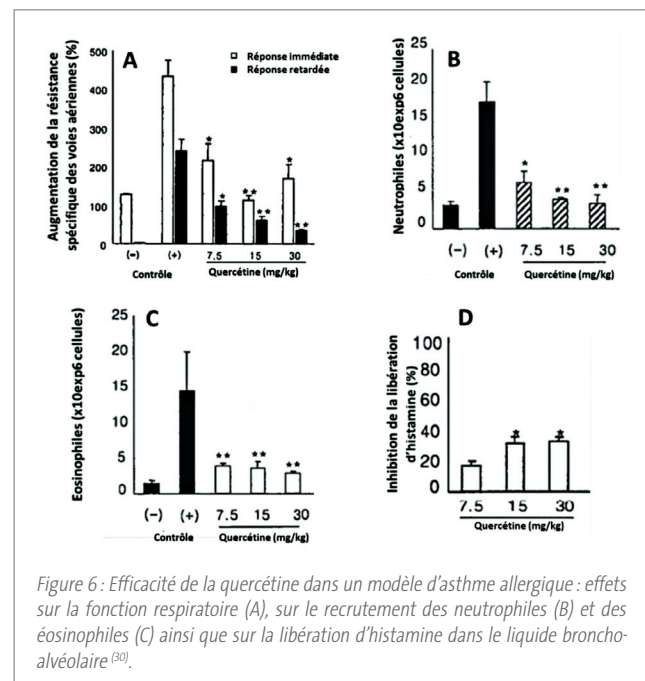 A
Augmentation de la résistance
spécifique des voies aériennes (%)
500
400
300
200
100
0
Réponse immédiate
Réponse retardée
*
*
**
**
*
**
(−) (+) 7.5 15 30
Contrôle Quercétine (mg/kg)
B
Neutrophiles (x10exp6 cellules)
25
20
15
10
5
0
*
**
**
(−) (+) 7.5 15 30
Contrôle Quercétine (mg/kg)
C
Eosinophiles (x10exp6 cellules)
25
20
15
10
5
0
**
**
**
(−) (+) 7.5 15 30
Contrôle Quercétine (mg/kg)
D
Inhibition de la libération
d'histamine (%)
100
80
60
40
20
0
*
*
7.5 15 30
Quercétine (mg/kg)
Figure 6 : Efficacité de la quercétine dans un modèle d'asthme allergique : effets
sur la fonction respiratoire (A), sur le recrutement des neutrophiles (B) et des
éosinophiles (C) ainsi que sur la libération d'histamine dans le liquide broncho-
alvéolaire (30).